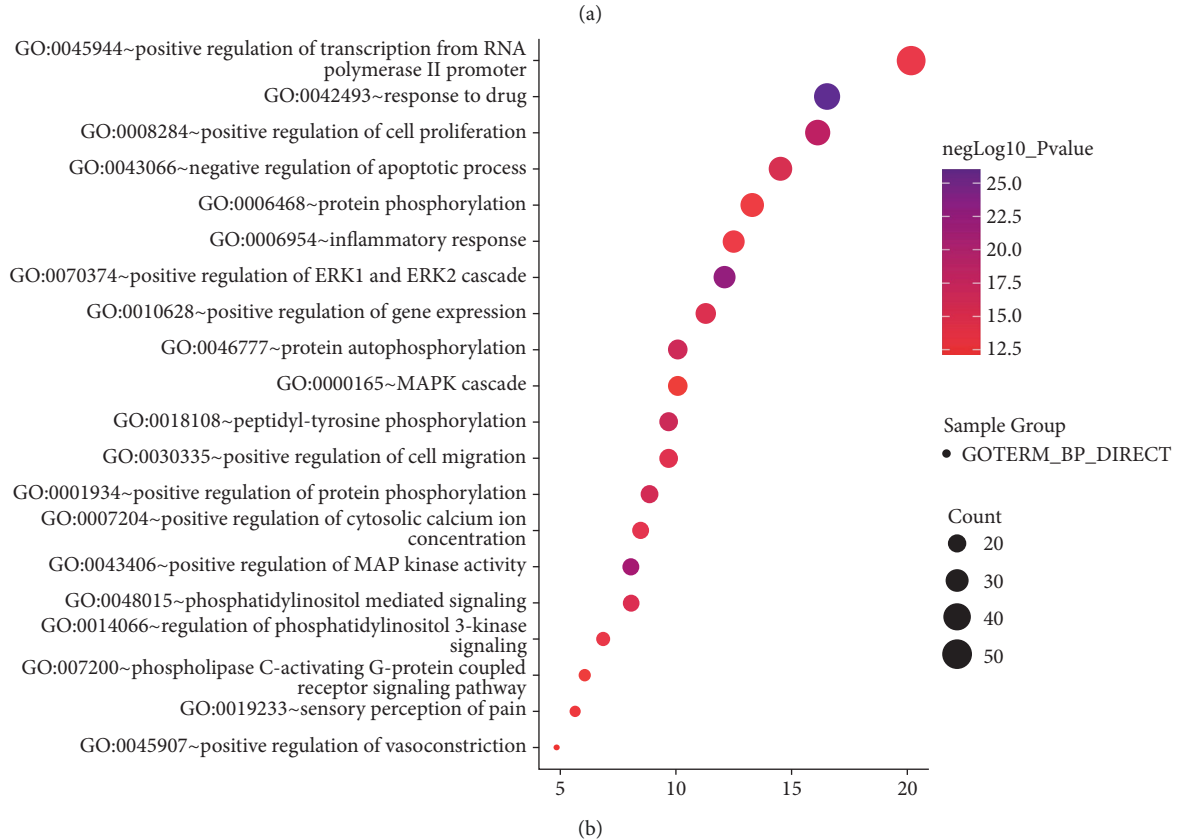 (a)
GO:0045944~positive regulation of transcription from RNA
polymerase II promoter
GO:0042493~response to drug
GO:0008284~positive regulation of cell proliferation
GO:0043066~negative regulation of apoptotic process
GO:0006468~protein phosphorylation
GO:0006954~inflammatory response
GO:0070374~positive regulation of ERK1 and ERK2 cascade
GO:0010628~positive regulation of gene expression
GO:0046777~protein autophosphorylation
GO:0000165~MAPK cascade
GO:0018108~peptidyl-tyrosine phosphorylation
GO:0030335~positive regulation of cell migration
GO:0001934~positive regulation of protein phosphorylation
GO:0007204~positive regulation of cytosolic calcium ion
concentration
GO:0043406~positive regulation of MAP kinase activity
GO:0048015~phosphatidylinositol mediated signaling
GO:0014066~regulation of phosphatidylinositol 3-kinase
signaling
GO:007200~phospholipase C-activating G-protein coupled
receptor signaling pathway
GO:0019233~sensory perception of pain
GO:0045907~positive regulation of vasoconstriction
5 10 15 20
negLog10_Pvalue
25.0
22.5
20.0
17.5
15.0
12.5
Sample Group
GOTERM_BP_DIRECT
Count
20
30
40
50
(b)